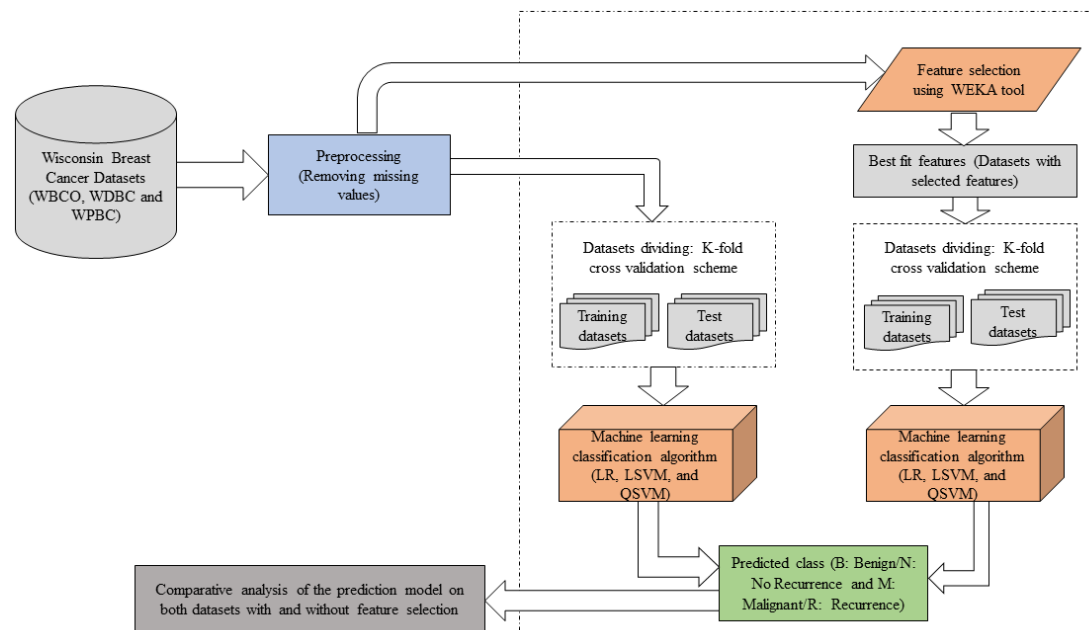 Wisconsin Breast
Cancer Datasets
(WBCO, WDBC and
WPBC)
Preprocessing
(Removing missing
values)
Feature selection
using WEKA tool
Best fit features (Datasets with
selected features)
Datasets dividing: K-fold
cross validation scheme
Training
datasets
Test
datasets
Datasets dividing: K-fold
cross validation scheme
Training
datasets
Test
datasets
Machine learning
classification algorithm
(LR, LSVM, and
QSVM)
Machine learning
classification algorithm
(LR, LSVM, and
QSVM)
Predicted class (B: Benign/N:
No Recurrence and M:
Malignant/R: Recurrence)
Comparative analysis of the prediction model on
both datasets with and without feature selection